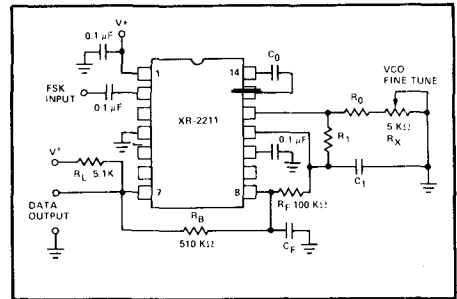 V+
0.1 µF
1
14
C0
FSK
INPUT
0.1 µF
XR-2211
R0
VCO
FINE TUNE
5 KΩ
RX
V+
RL 5.1K
0.1 µF
R1
C1
7
8
RF 100 KΩ
DATA
OUTPUT
RB
510 KΩ
CF